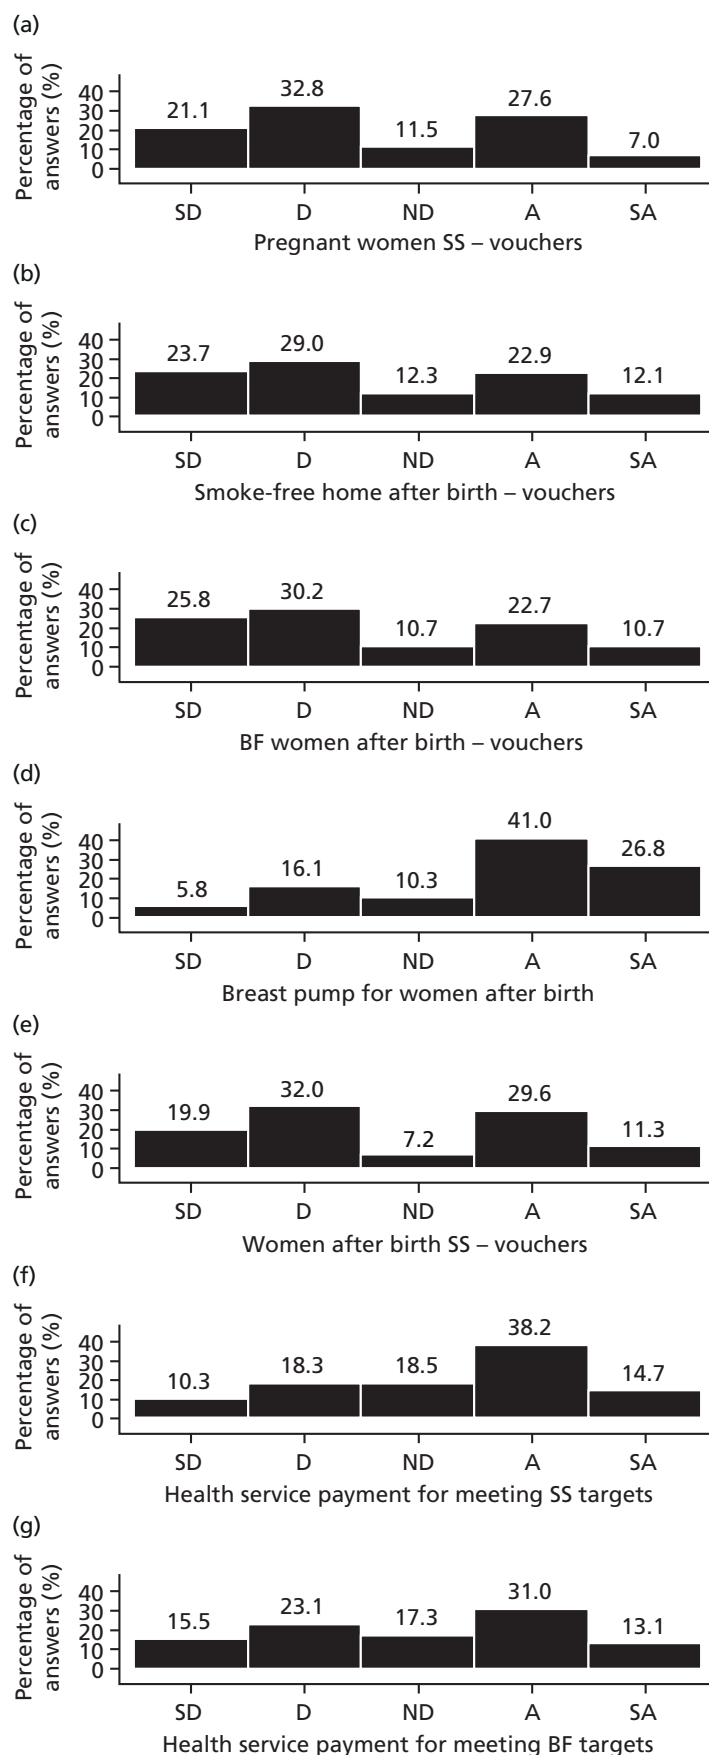 (a)
Percentage of
answers (%)
40
30
20
10
0
21.1
32.8
11.5
27.6
7.0
SD
D
ND
A
SA
Pregnant women SS – vouchers
(b)
Percentage of
answers (%)
40
30
20
10
0
23.7
29.0
12.3
22.9
12.1
SD
D
ND
A
SA
Smoke-free home after birth – vouchers
(c)
Percentage of
answers (%)
40
30
20
10
0
25.8
30.2
10.7
22.7
10.7
SD
D
ND
A
SA
BF women after birth – vouchers
(d)
Percentage of
answers (%)
40
30
20
10
0
5.8
16.1
10.3
41.0
26.8
SD
D
ND
A
SA
Breast pump for women after birth
(e)
Percentage of
answers (%)
40
30
20
10
0
19.9
32.0
7.2
29.6
11.3
SD
D
ND
A
SA
Women after birth SS – vouchers
(f)
Percentage of
answers (%)
40
30
20
10
0
10.3
18.3
18.5
38.2
14.7
SD
D
ND
A
SA
Health service payment for meeting SS targets
(g)
Percentage of
answers (%)
40
30
20
10
0
15.5
23.1
17.3
31.0
13.1
SD
D
ND
A
SA
Health service payment for meeting BF targets